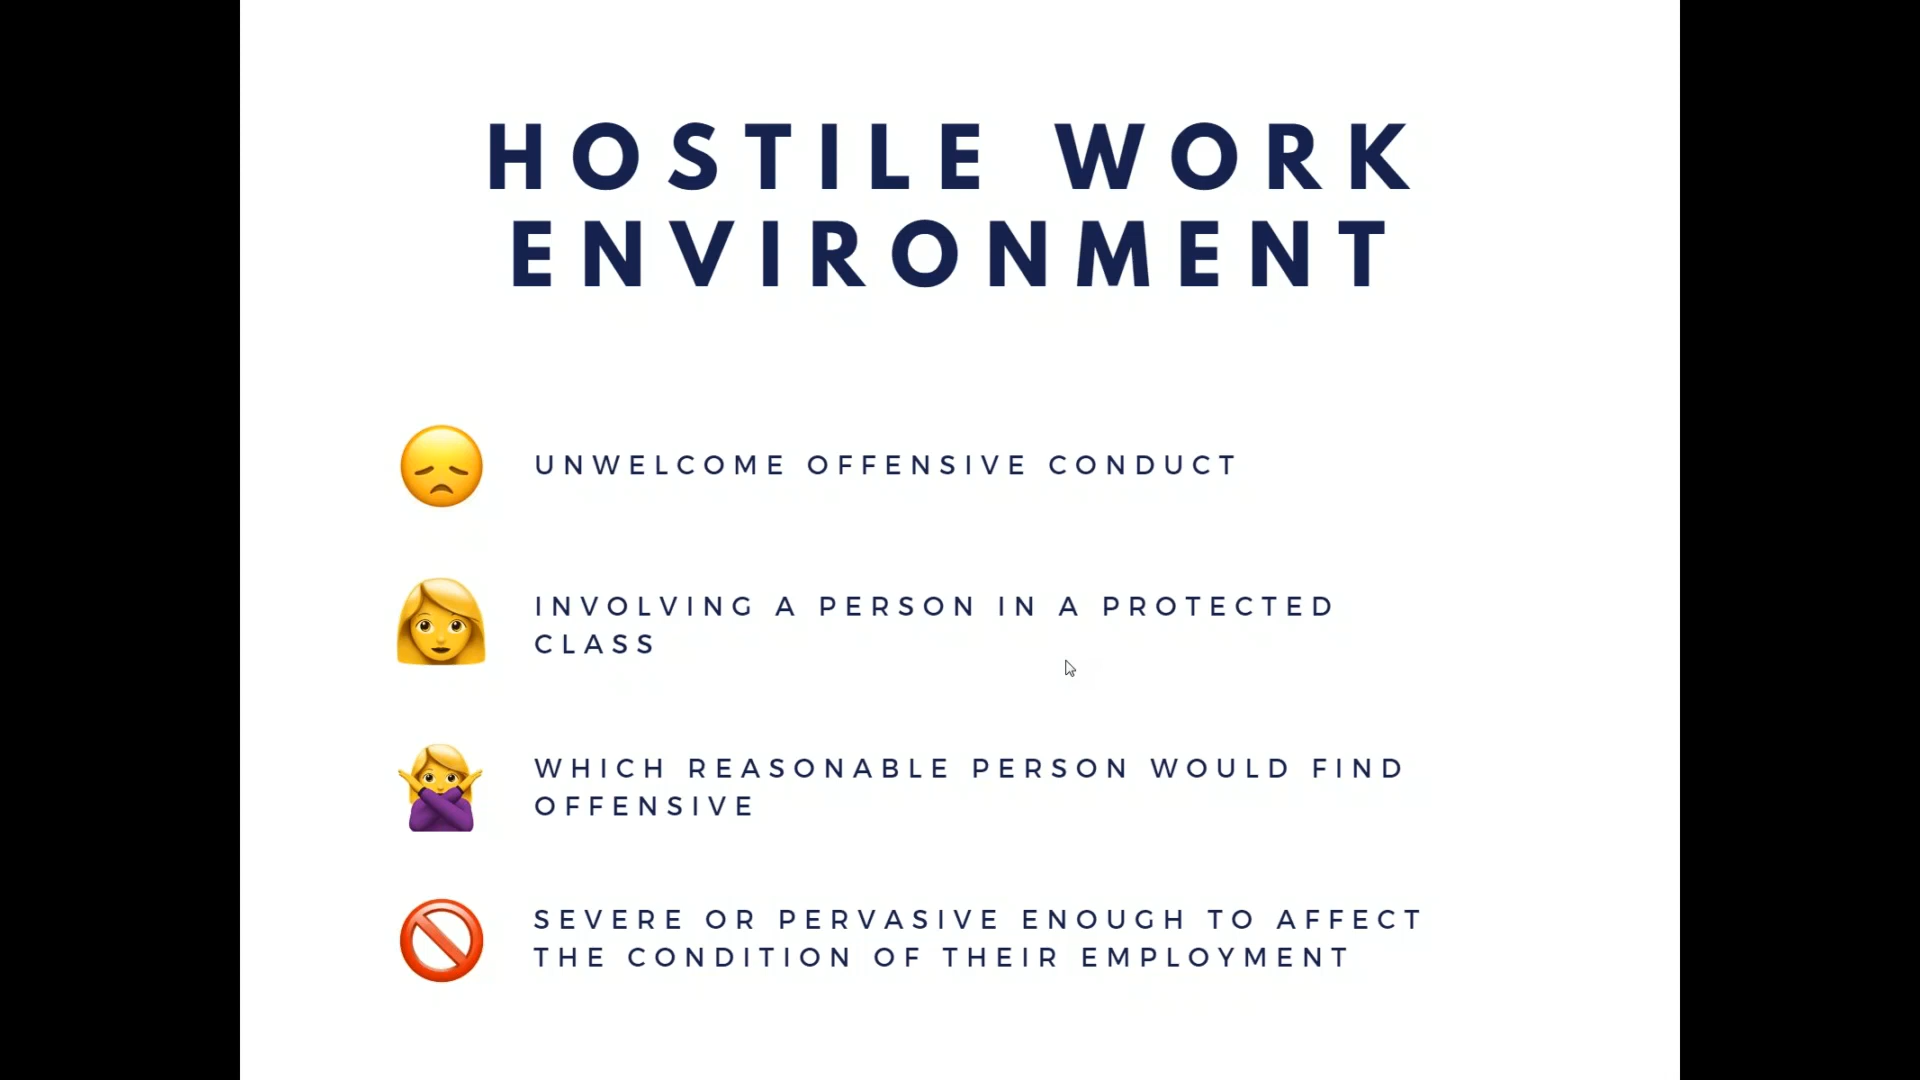 HOSTILE WORK
ENVIRONMENT
UNWELCOME OFFENSIVE CONDUCT
INVOLVING A PERSON IN A PROTECTED
CLASS
WHICH REASONABLE PERSON WOULD FIND
OFFENSIVE
SEVERE OR PERVASIVE ENOUGH TO AFFECT
THE CONDITION OF THEIR EMPLOYMENT